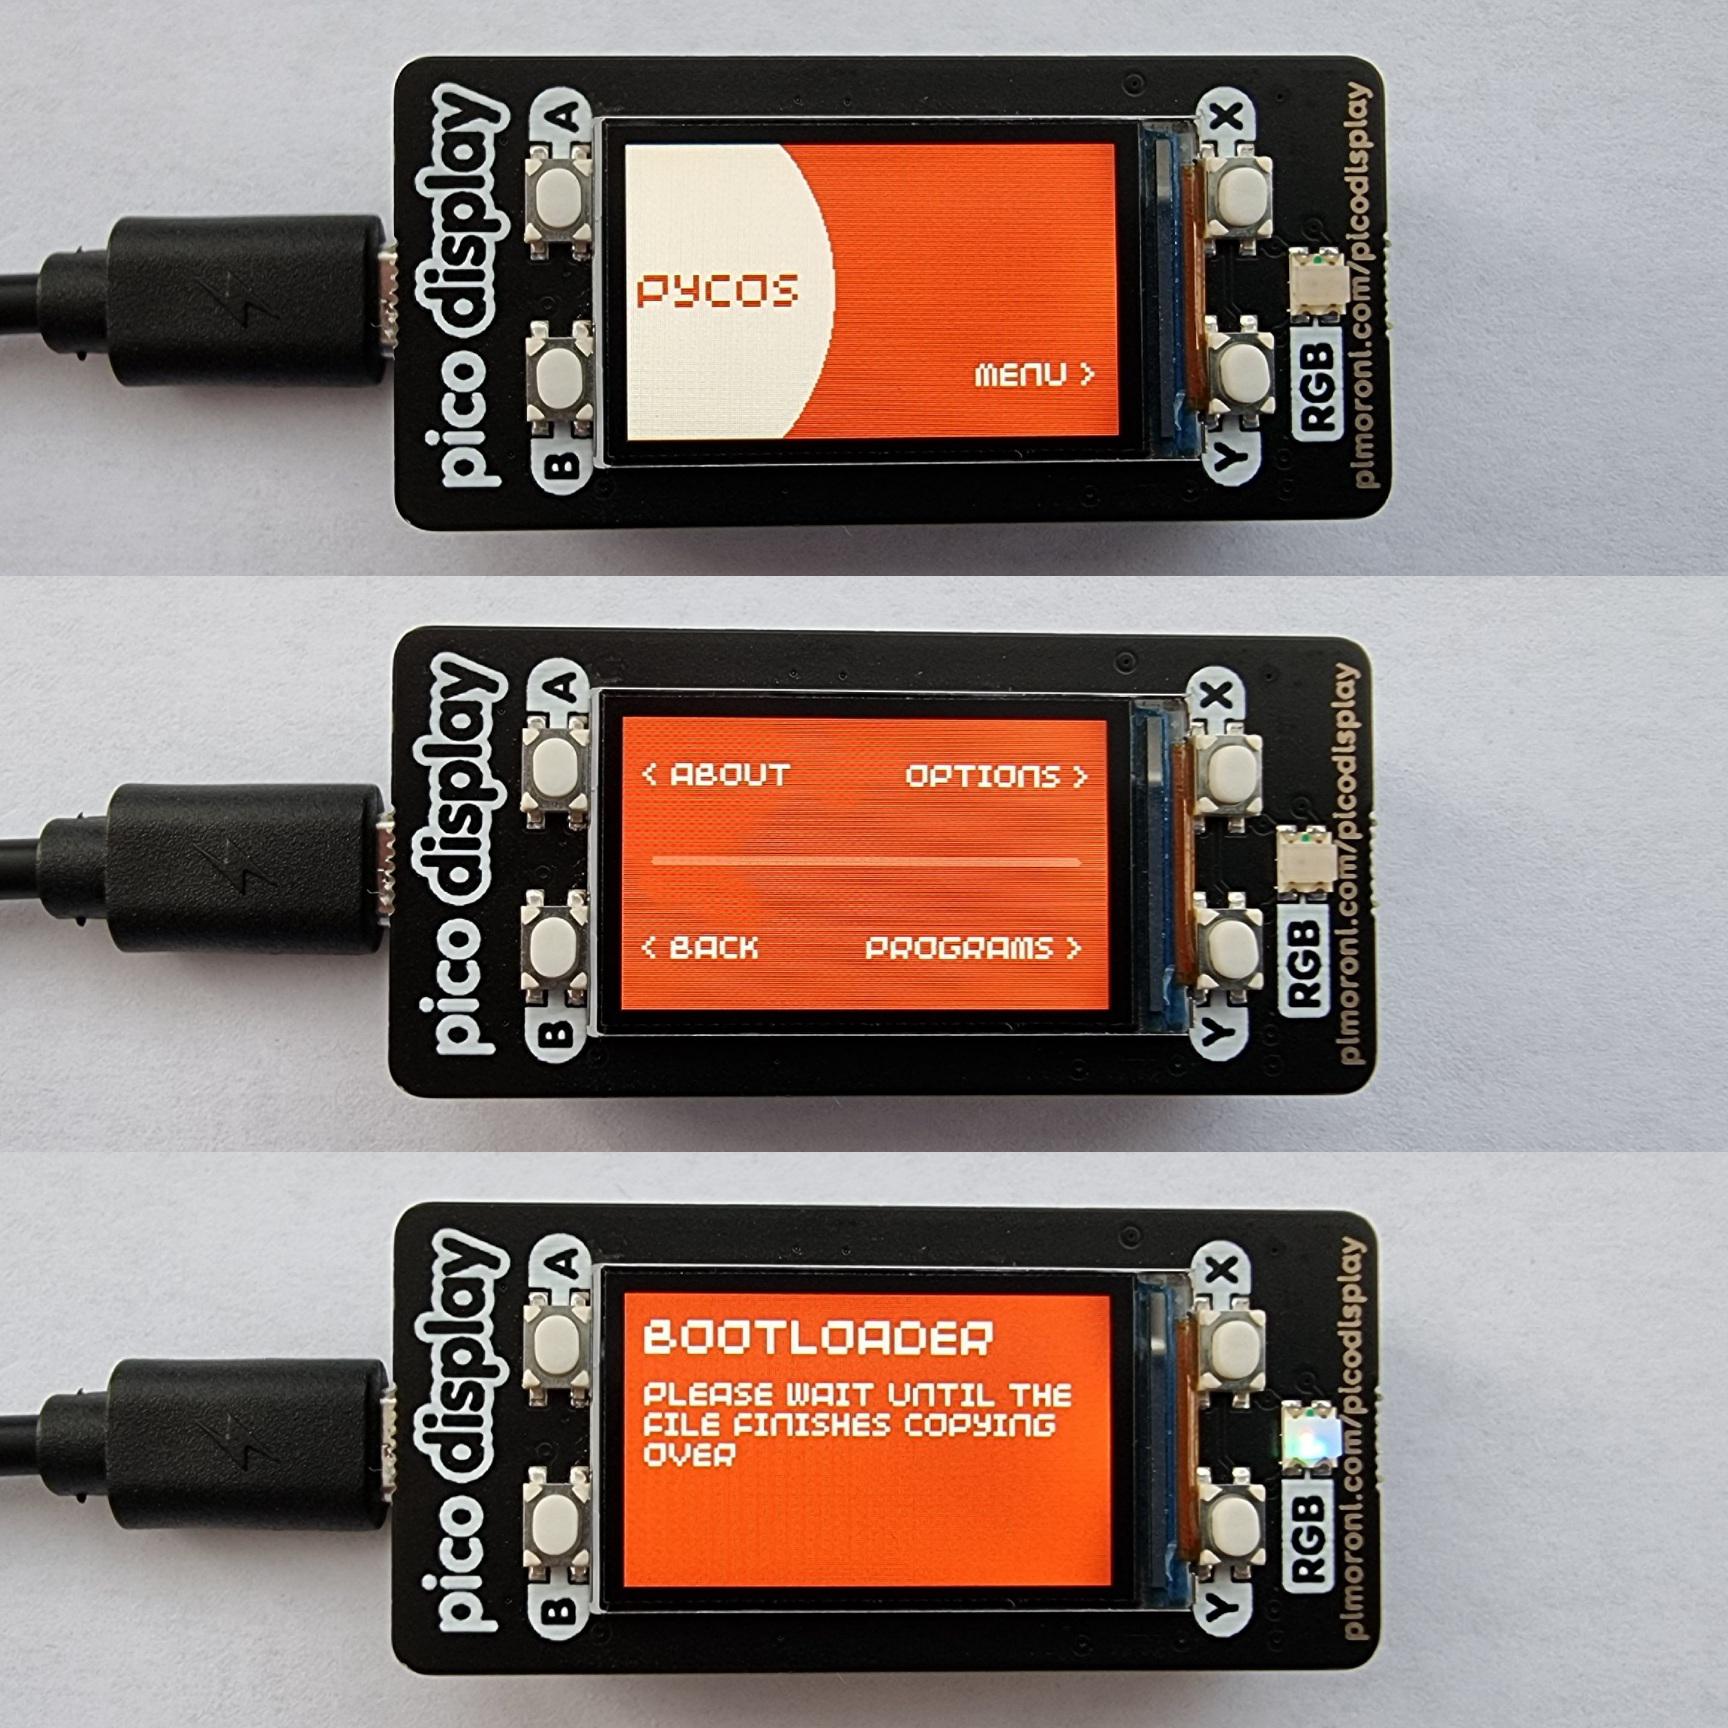 pico display
A
B
PYCOS
MENU >
X
Y
RGB
pimoroni.com/picodisplay
pico display
A
B
< ABOUT
OPTIONS >
< BACK
PROGRAMS >
X
Y
RGB
pimoroni.com/picodisplay
pico display
A
B
BOOTLOADER
PLEASE WAIT UNTIL THE
FILE FINISHES COPYING
OVER
X
Y
RGB
pimoroni.com/picodisplay